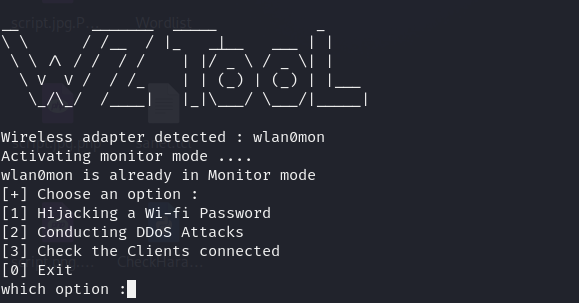 WZTooL
Wireless adapter detected : wlan0mon
Activating monitor mode ....
wlan0mon is already in Monitor mode
[+] Choose an option :
[1] Hijacking a Wi-fi Password
[2] Conducting DDoS Attacks
[3] Check the Clients connected
[0] Exit
which option :